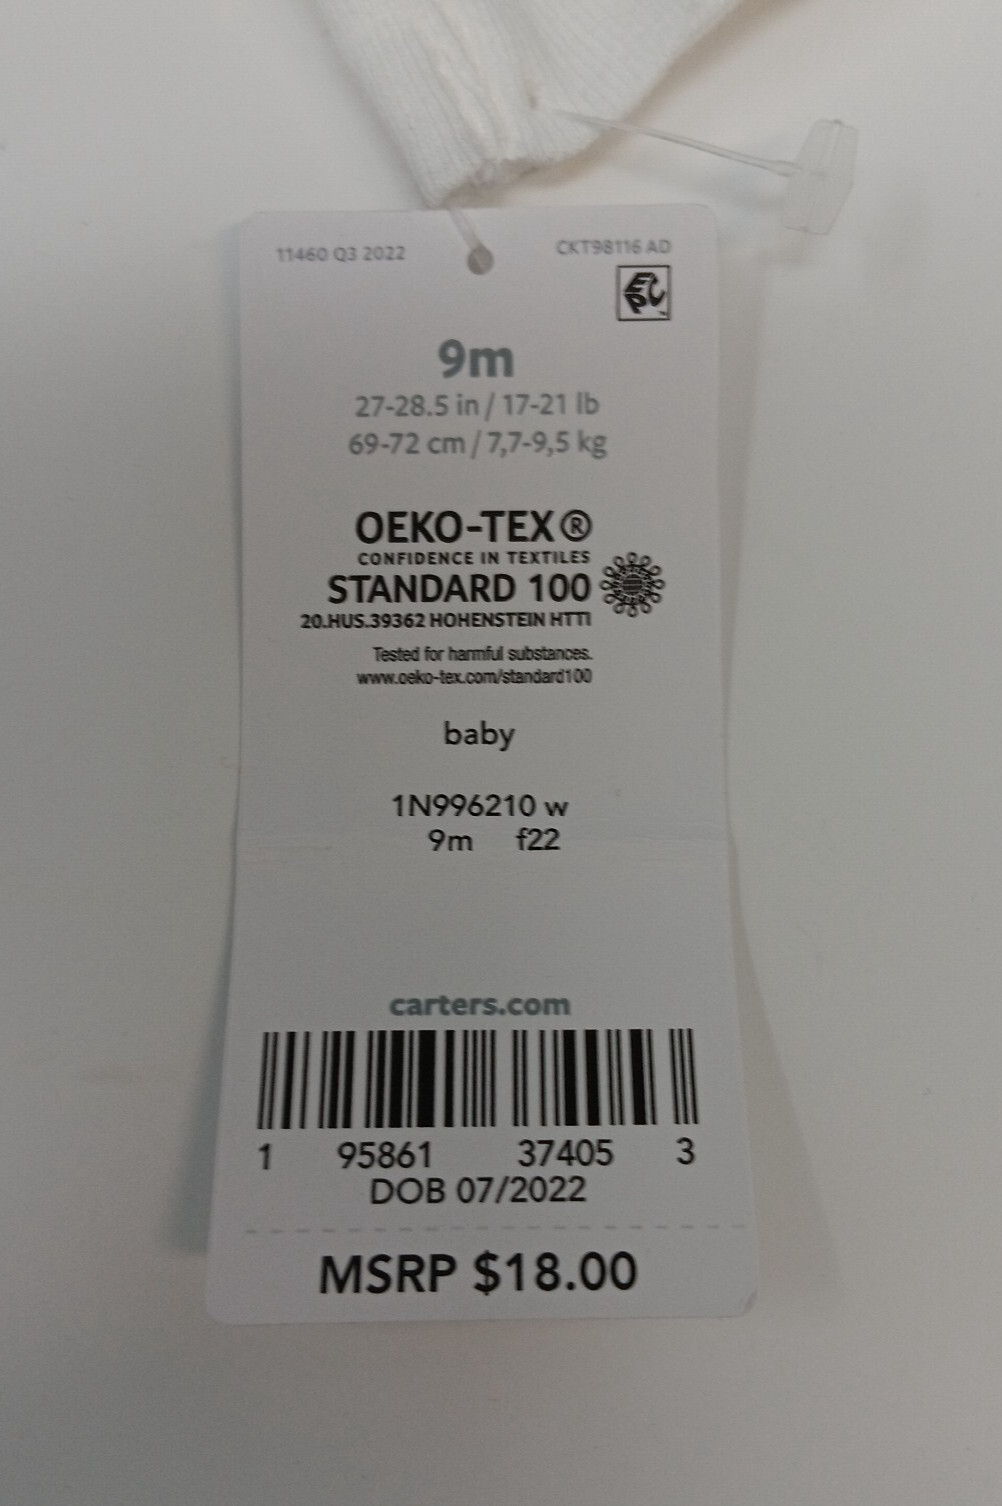 11460 Q3 2022 CKT98116 AD
EPC
9m
27-28.5 in / 17-21 lb
69-72 cm / 7,7-9,5 kg
OEKO-TEX®
CONFIDENCE IN TEXTILES
STANDARD 100
20.HUS.39362 HOHENSTEIN HTTI
Tested for harmful substances.
www.oeko-tex.com/standard100
baby
1N996210 w
9m f22
carters.com
1 95861 37405 3
DOB 07/2022
MSRP $18.00